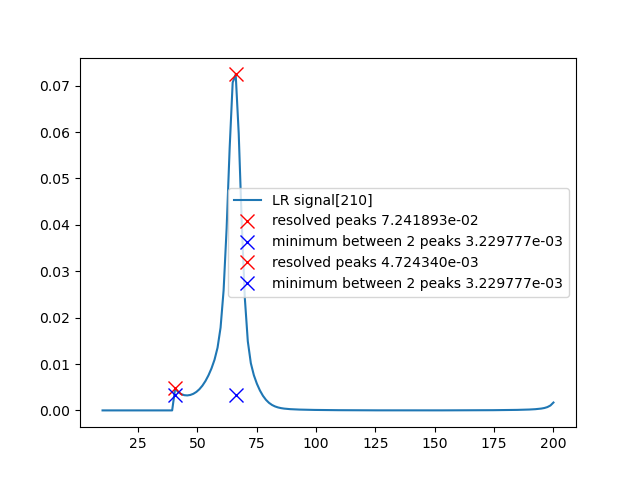 0.07
0.06
0.05
0.04
0.03
0.02
0.01
0.00
LR signal[210]
resolved peaks 7.241893e-02
minimum between 2 peaks 3.229777e-03
resolved peaks 4.724340e-03
minimum between 2 peaks 3.229777e-03
25 50 75 100 125 150 175 200